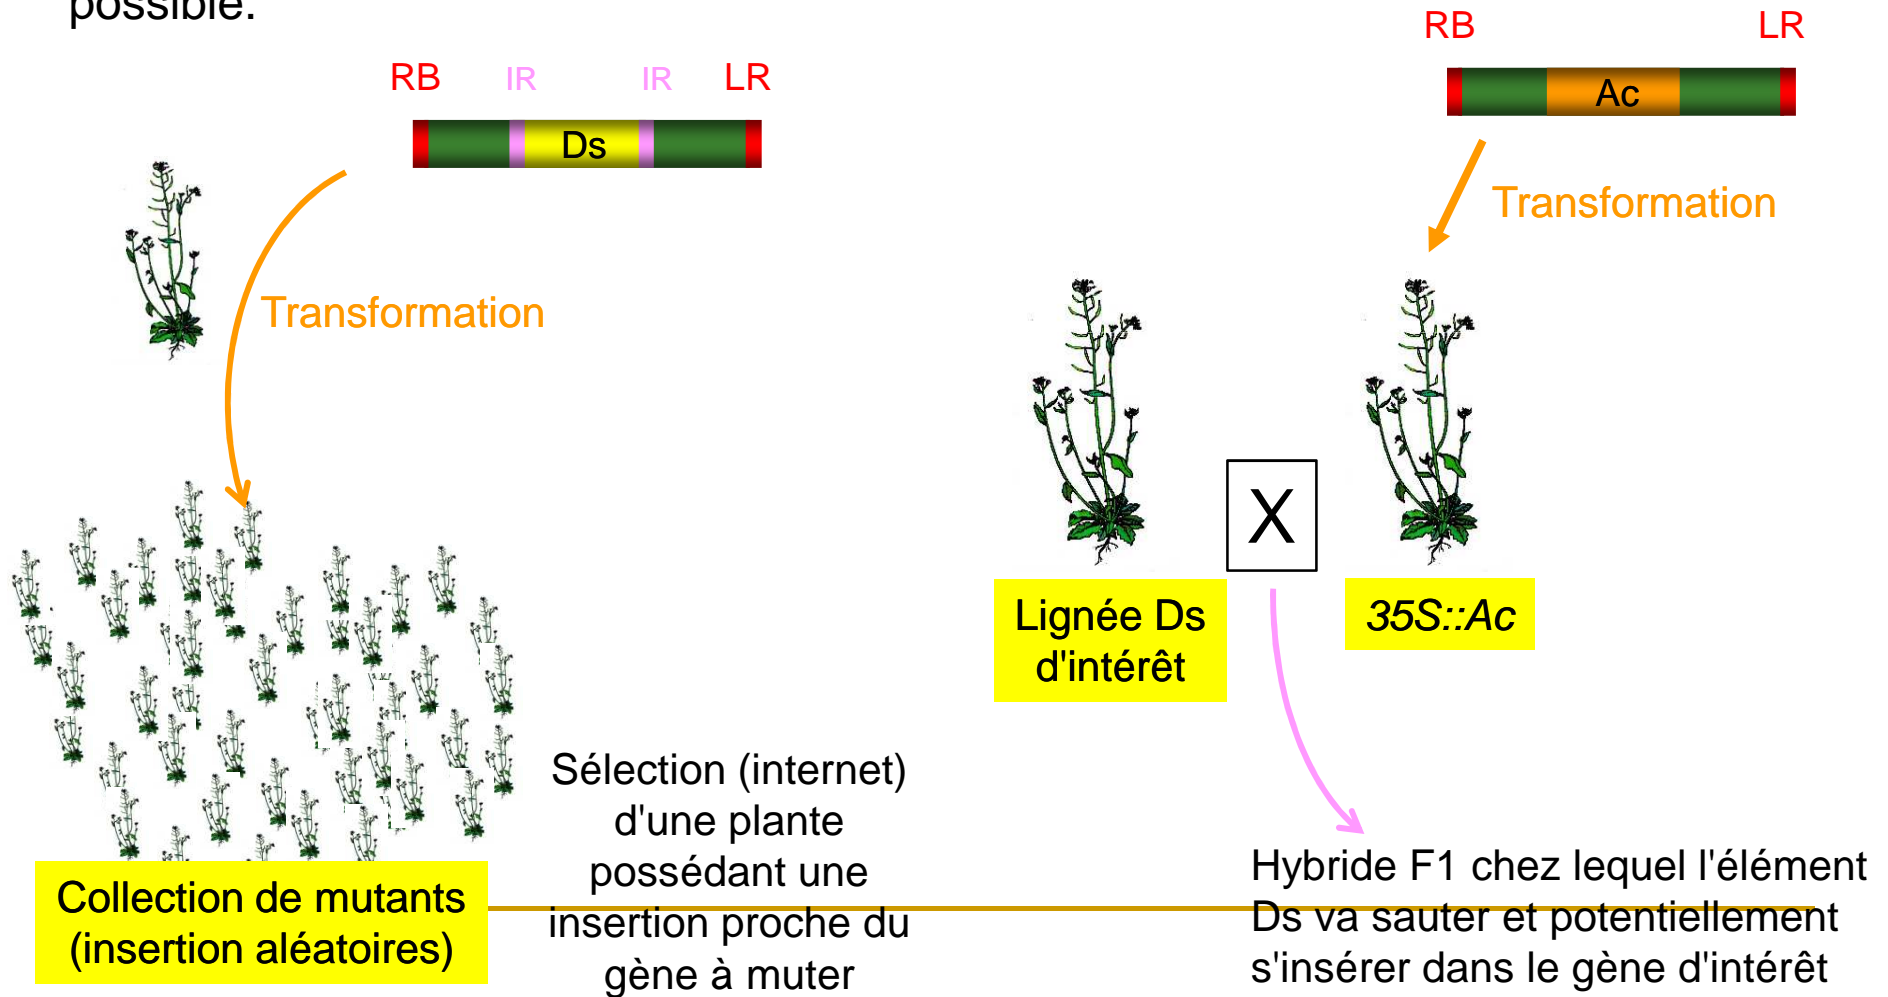 possible.
RB IR IR LR
Ds
Transformation
Collection de mutants
(insertion aléatoires)
Sélection (internet)
d'une plante
possédant une
insertion proche du
gène à muter
RB LR
Ac
Transformation
X
Lignée Ds
d'intérêt
35S::Ac
Hybride F1 chez lequel l'élément
Ds va sauter et potentiellement
s'insérer dans le gène d'intérêt